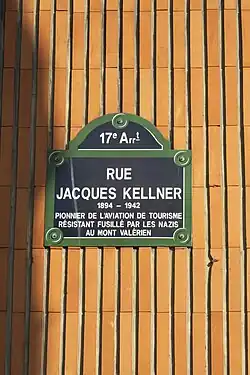 17e Arrt
RUE
JACQUES KELLNER
1894 - 1942
PIONNIER DE L'AVIATION DE TOURISME
RÉSISTANT FUSILLÉ PAR LES NAZIS
AU MONT VALÉRIEN